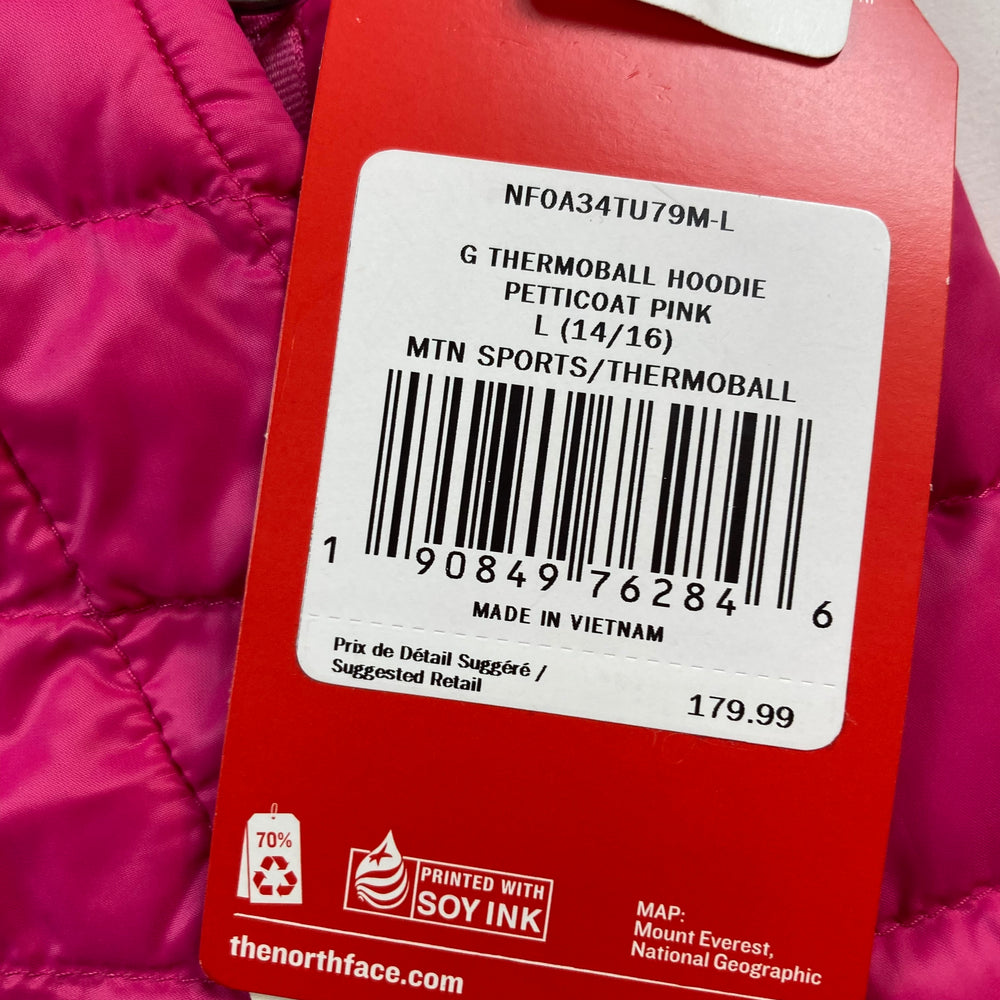 NF0A34TU79M-L
G THERMOBALL HOODIE
PETTICOAT PINK
L (14/16)
MTN SPORTS/THERMOBALL
1 90849 76284 6
MADE IN VIETNAM
Prix de Détail Suggéré /
Suggested Retail
179.99
70%
PRINTED WITH
SOY INK
MAP:
Mount Everest,
National Geographic
thenorthface.com